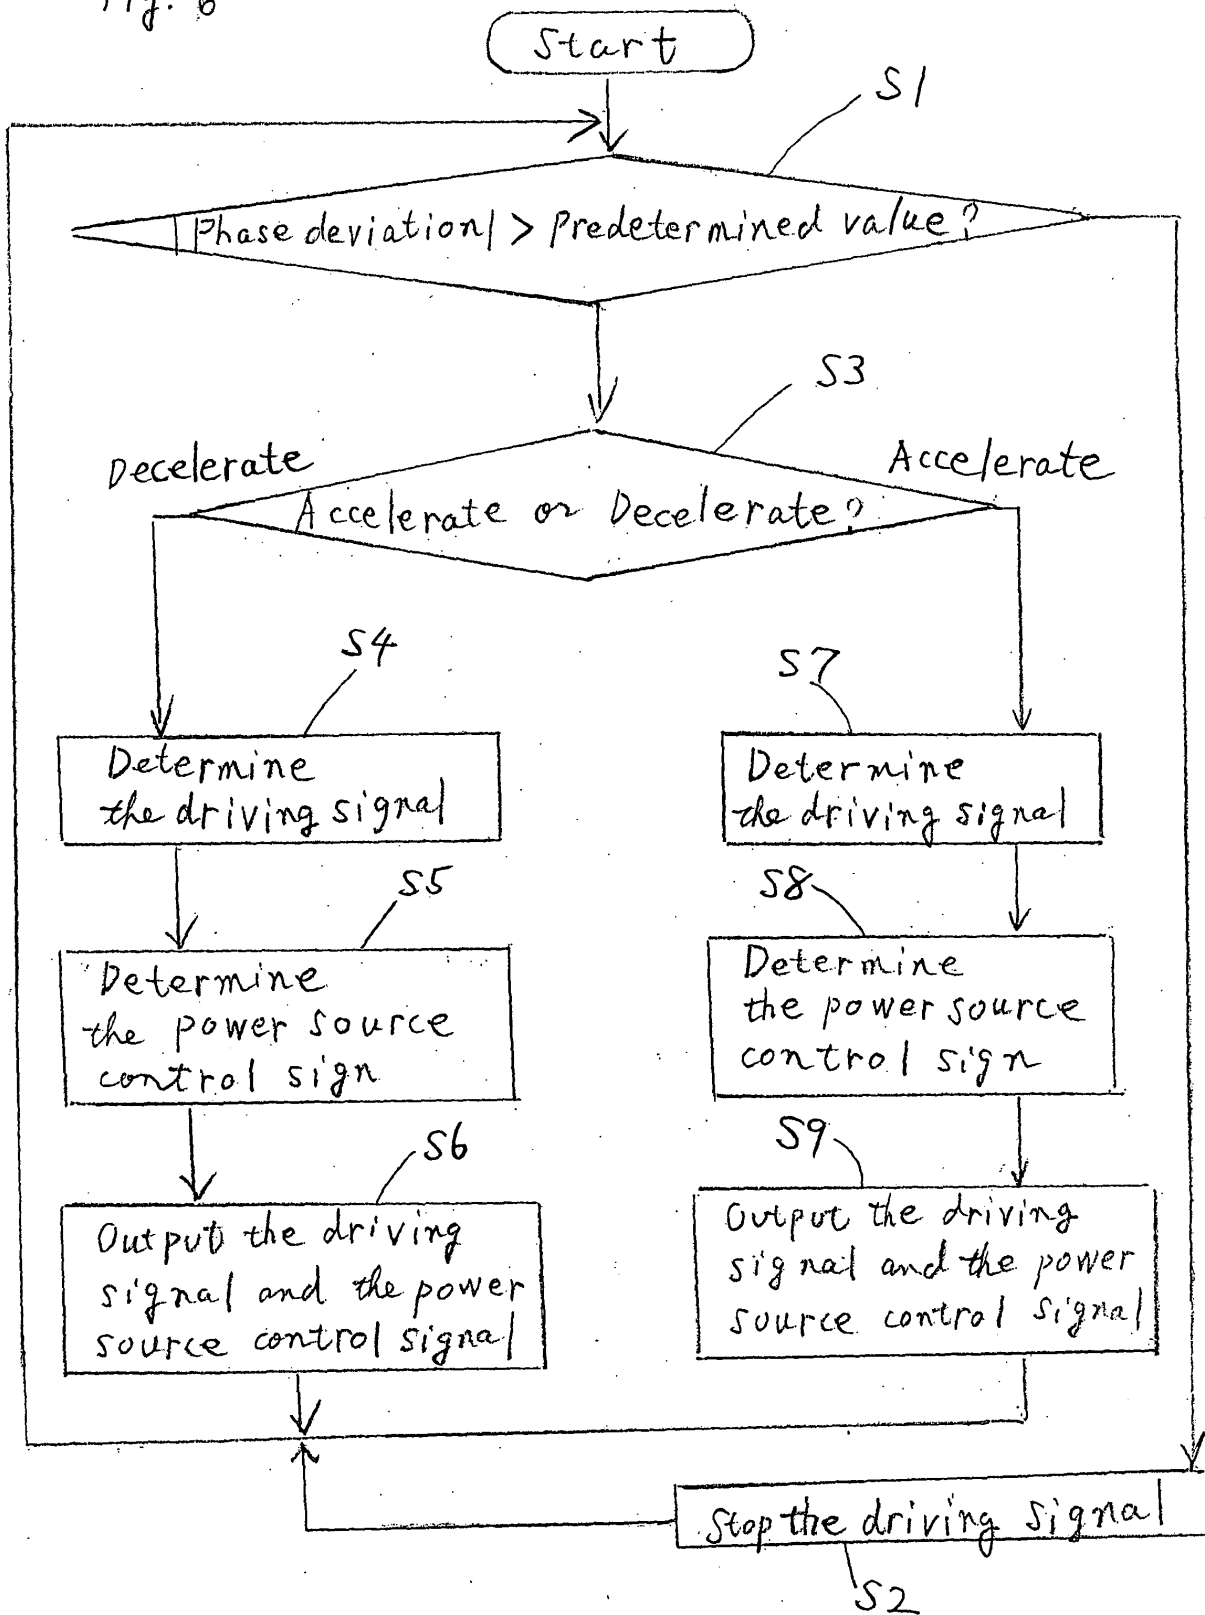 Fig. 6
Start
S1
|Phase deviation| > Predetermined value?
S3
Decelerate
Accelerate
Accelerate or Decelerate?
S4
Determine
the driving signal
S5
Determine
the power source
control sign
S6
Output the driving
signal and the power
source control signal
S7
Determine
the driving signal
S8
Determine
the power source
control sign
S9
Output the driving
signal and the power
source control signal
Stop the driving signal
S2